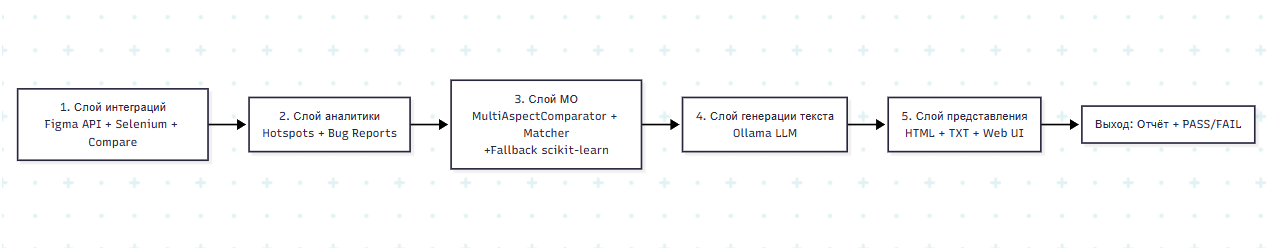 1. Слой интеграций
Figma API + Selenium +
Compare
2. Слой аналитики
Hotspots + Bug Reports
3. Слой МО
MultiAspectComparator +
Matcher
+Fallback scikit-learn
4. Слой генерации текста
Ollama LLM
5. Слой представления
HTML + TXT + Web UI
Выход: Отчёт + PASS/FAIL